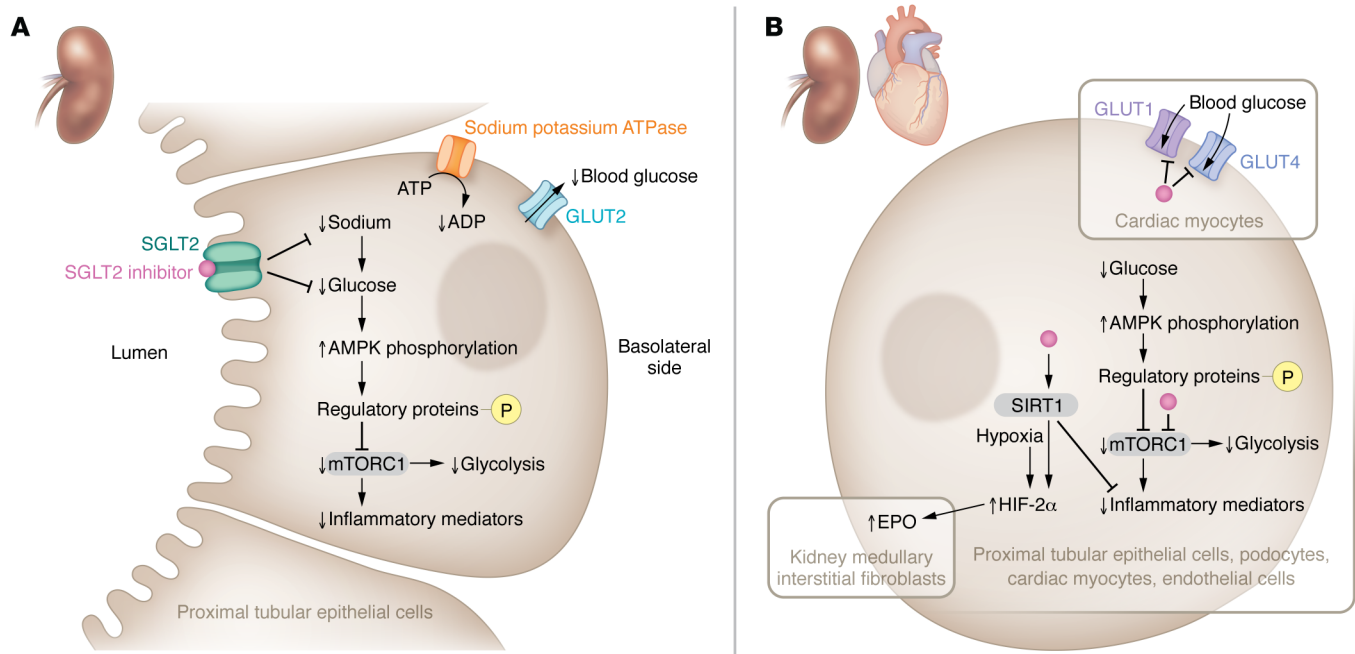 A
Sodium potassium ATPase
ATP
↓ADP
↓Blood glucose
GLUT2
SGLT2
SGLT2 inhibitor
↓Sodium
↓Glucose
Lumen
↑AMPK phosphorylation
Basolateral
side
Regulatory proteins
P
↓mTORC1
↓Glycolysis
↓Inflammatory mediators
Proximal tubular epithelial cells
B
GLUT1
Blood glucose
GLUT4
Cardiac myocytes
↓Glucose
↑AMPK phosphorylation
Regulatory proteins
P
SIRT1
Hypoxia
↓mTORC1
↓Glycolysis
↑HIF-2α
↓Inflammatory mediators
↑EPO
Kidney medullary
interstitial fibroblasts
Proximal tubular epithelial cells, podocytes,
cardiac myocytes, endothelial cells